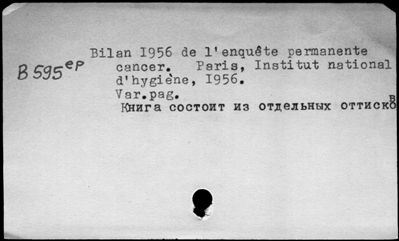 Bilan 1956 de l'enquête permanente
B 595 ep
cancer. Paris, Institut national
d'hygiène, 1956.
Var.pag.
Книга состоит из отдельных оттисков